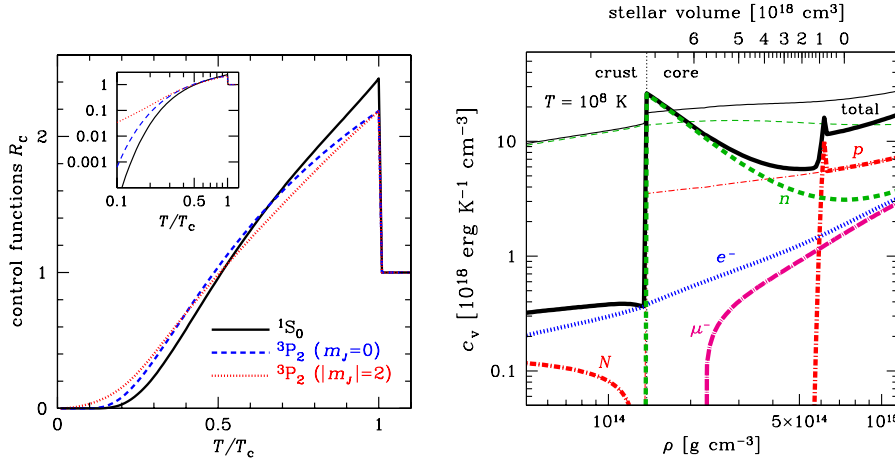 control functions R_c
2
1
0
0
0.5
1
T/T_c
1
0.1
0.01
0.001
0.1
0.5
1
T/T_c
¹S₀
³P₂ (m_J=0)
³P₂ (|m_J|=2)
stellar volume [10¹⁸ cm³]
6 5 4 3 2 1 0
crust core
T = 10⁸ K
total
p
n
e⁻
μ⁻
N
c_v [10¹⁸ erg K⁻¹ cm⁻³]
10
1
0.1
10¹⁴ 5×10¹⁴ 10¹⁵
ρ [g cm⁻³]